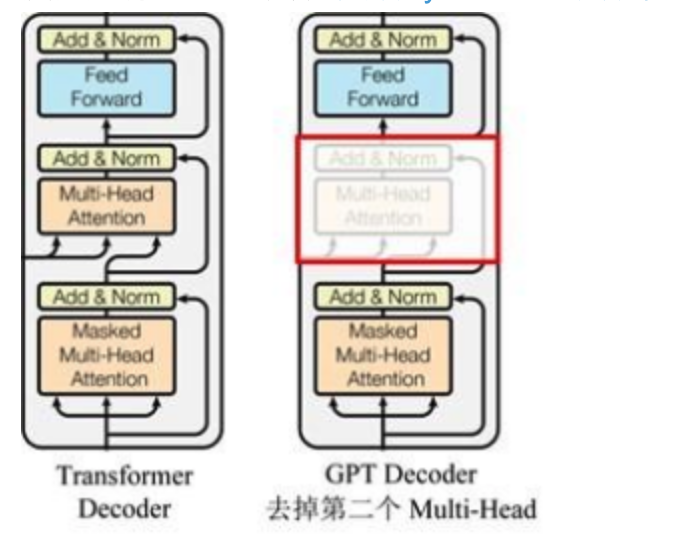 Add & Norm
Feed
Forward
Add & Norm
Multi-Head
Attention
Add & Norm
Masked
Multi-Head
Attention
Transformer
Decoder
Add & Norm
Feed
Forward
Add & Norm
Multi-Head
Attention
Add & Norm
Masked
Multi-Head
Attention
GPT Decoder
去掉第二个 Multi-Head